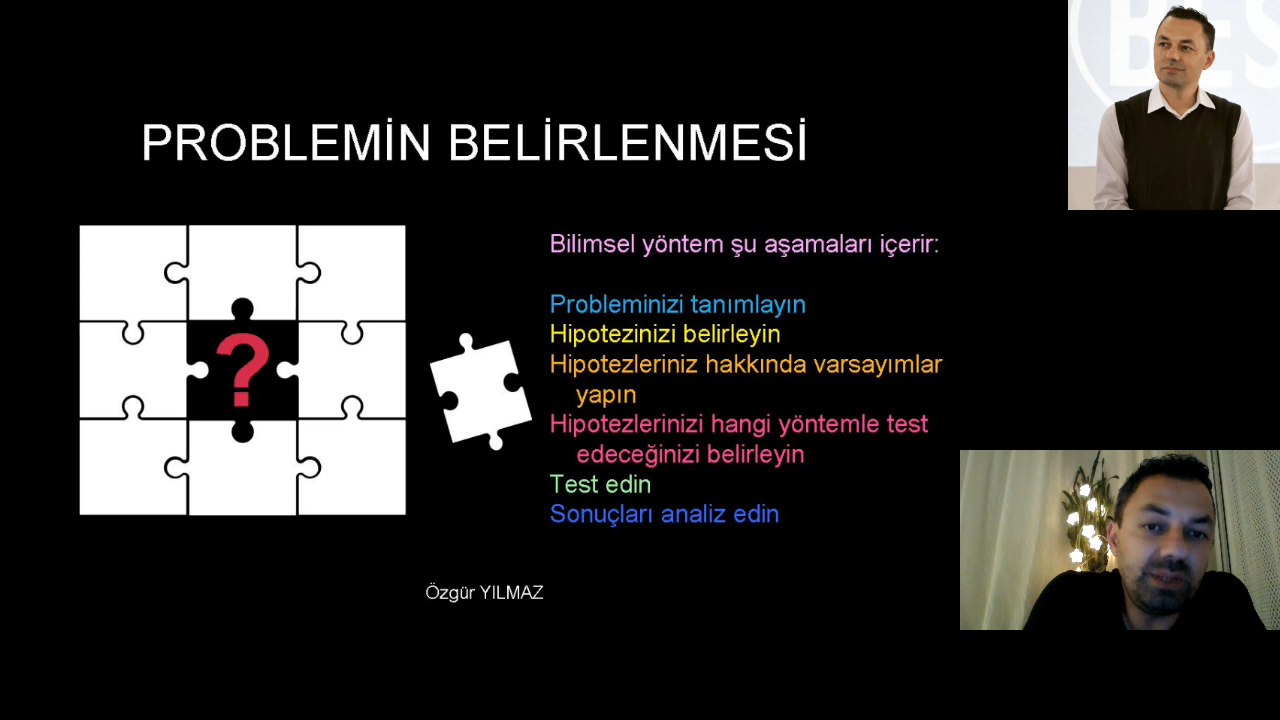 PROBLEMİN BELİRLENMESİ
Bilimsel yöntem şu aşamaları içerir:
Probleminizi tanımlayın
Hipotezinizi belirleyin
Hipotezleriniz hakkında varsayımlar
yapın
Hipotezlerinizi hangi yöntemle test
edeceğinizi belirleyin
Test edin
Sonuçları analiz edin
?
Özgür YILMAZ